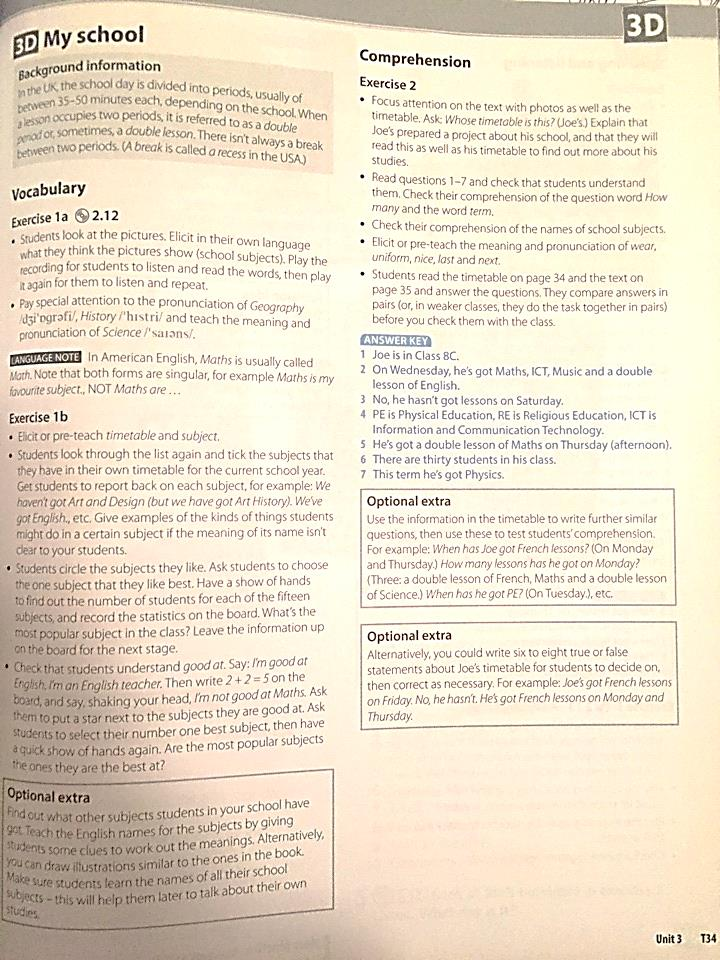 3D
3D My school
Background information
In the UK, the school day is divided into periods, usually of
between 35–50 minutes each, depending on the school. When
a lesson occupies two periods, it is referred to as a double
period or, sometimes, a double lesson. There isn't always a break
between two periods. (A break is called a recess in the USA.)
Vocabulary
Exercise 1a 2.12
• Students look at the pictures. Elicit in their own language
what they think the pictures show (school subjects). Play the
recording for students to listen and read the words, then play
it again for them to listen and repeat.
• Pay special attention to the pronunciation of Geography
/dʒiˈɒgrəfi/, History /ˈhɪstri/ and teach the meaning and
pronunciation of Science /ˈsaɪəns/.
LANGUAGE NOTE In American English, Maths is usually called
Math. Note that both forms are singular, for example Maths is my
favourite subject., NOT Maths are …
Exercise 1b
• Elicit or pre-teach timetable and subject.
• Students look through the list again and tick the subjects that
they have in their own timetable for the current school year.
Get students to report back on each subject, for example: We
haven't got Art and Design (but we have got Art History). We've
got English., etc. Give examples of the kinds of things students
might do in a certain subject if the meaning of its name isn't
clear to your students.
• Students circle the subjects they like. Ask students to choose
the one subject that they like best. Have a show of hands
to find out the number of students for each of the fifteen
subjects, and record the statistics on the board. What's the
most popular subject in the class? Leave the information up
on the board for the next stage.
• Check that students understand good at. Say: I'm good at
English, I'm an English teacher. Then write 2 + 2 = 5 on the
board, and say, shaking your head, I'm not good at Maths. Ask
them to put a star next to the subjects they are good at. Ask
students to select their number one best subject, then have
a quick show of hands again. Are the most popular subjects
the ones they are the best at?
Optional extra
Find out what other subjects students in your school have
got. Teach the English names for the subjects by giving
students some clues to work out the meanings. Alternatively,
you can draw illustrations similar to the ones in the book.
Make sure students learn the names of all their school
subjects – this will help them later to talk about their own
studies.
Comprehension
Exercise 2
• Focus attention on the text with photos as well as the
timetable. Ask: Whose timetable is this? (Joe's.) Explain that
Joe's prepared a project about his school, and that they will
read this as well as his timetable to find out more about his
studies.
• Read questions 1–7 and check that students understand
them. Check their comprehension of the question word How
many and the word term.
• Check their comprehension of the names of school subjects.
• Elicit or pre-teach the meaning and pronunciation of wear,
uniform, nice, last and next.
• Students read the timetable on page 34 and the text on
page 35 and answer the questions. They compare answers in
pairs (or, in weaker classes, they do the task together in pairs)
before you check them with the class.
ANSWER KEY
1 Joe is in Class 8C.
2 On Wednesday, he's got Maths, ICT, Music and a double
lesson of English.
3 No, he hasn't got lessons on Saturday.
4 PE is Physical Education, RE is Religious Education, ICT is
Information and Communication Technology.
5 He's got a double lesson of Maths on Thursday (afternoon).
6 There are thirty students in his class.
7 This term he's got Physics.
Optional extra
Use the information in the timetable to write further similar
questions, then use these to test students' comprehension.
For example: When has Joe got French lessons? (On Monday
and Thursday.) How many lessons has he got on Monday?
(Three: a double lesson of French, Maths and a double lesson
of Science.) When has he got PE? (On Tuesday.), etc.
Optional extra
Alternatively, you could write six to eight true or false
statements about Joe's timetable for students to decide on,
then correct as necessary. For example: Joe's got French lessons
on Friday. No, he hasn't. He's got French lessons on Monday and
Thursday.
Unit 3 T34